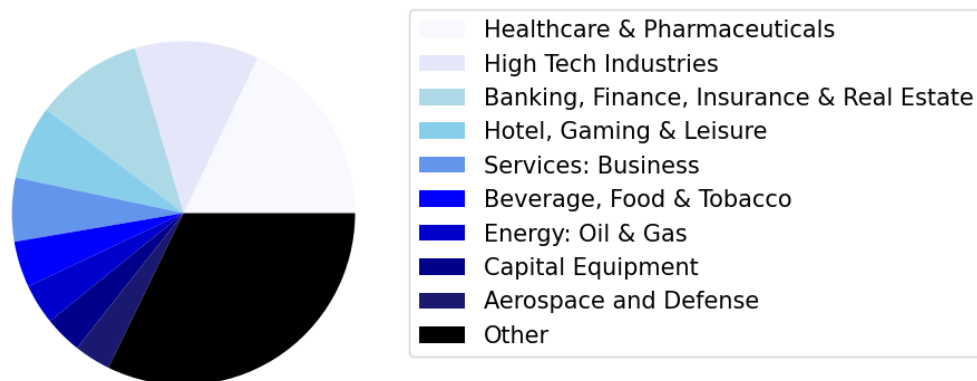 Healthcare & Pharmaceuticals
High Tech Industries
Banking, Finance, Insurance & Real Estate
Hotel, Gaming & Leisure
Services: Business
Beverage, Food & Tobacco
Energy: Oil & Gas
Capital Equipment
Aerospace and Defense
Other